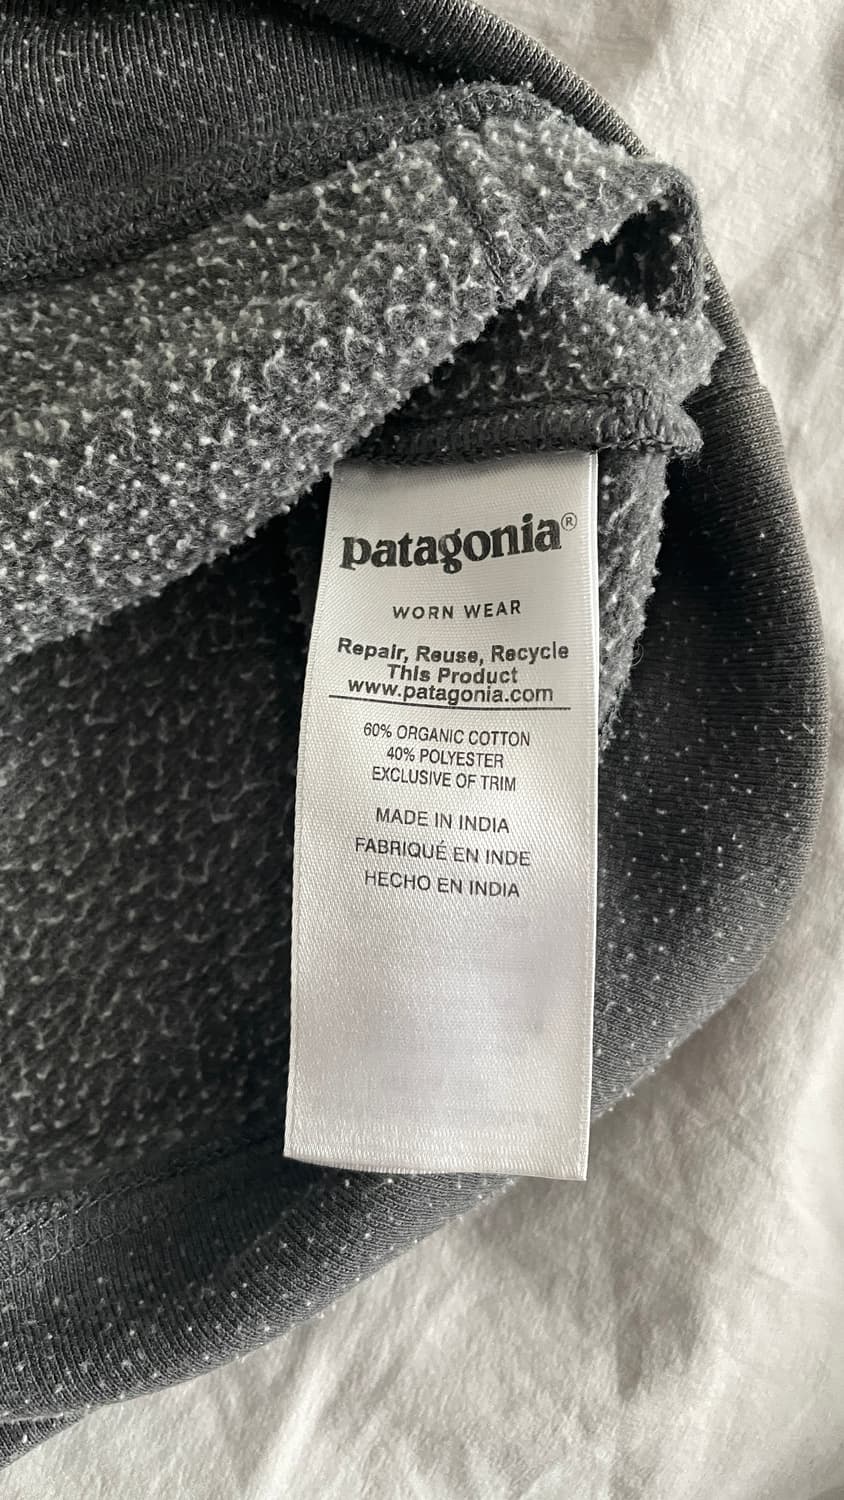 patagonia®
WORN WEAR
Repair, Reuse, Recycle
This Product
www.patagonia.com
60% ORGANIC COTTON
40% POLYESTER
EXCLUSIVE OF TRIM
MADE IN INDIA
FABRIQUÉ EN INDE
HECHO EN INDIA